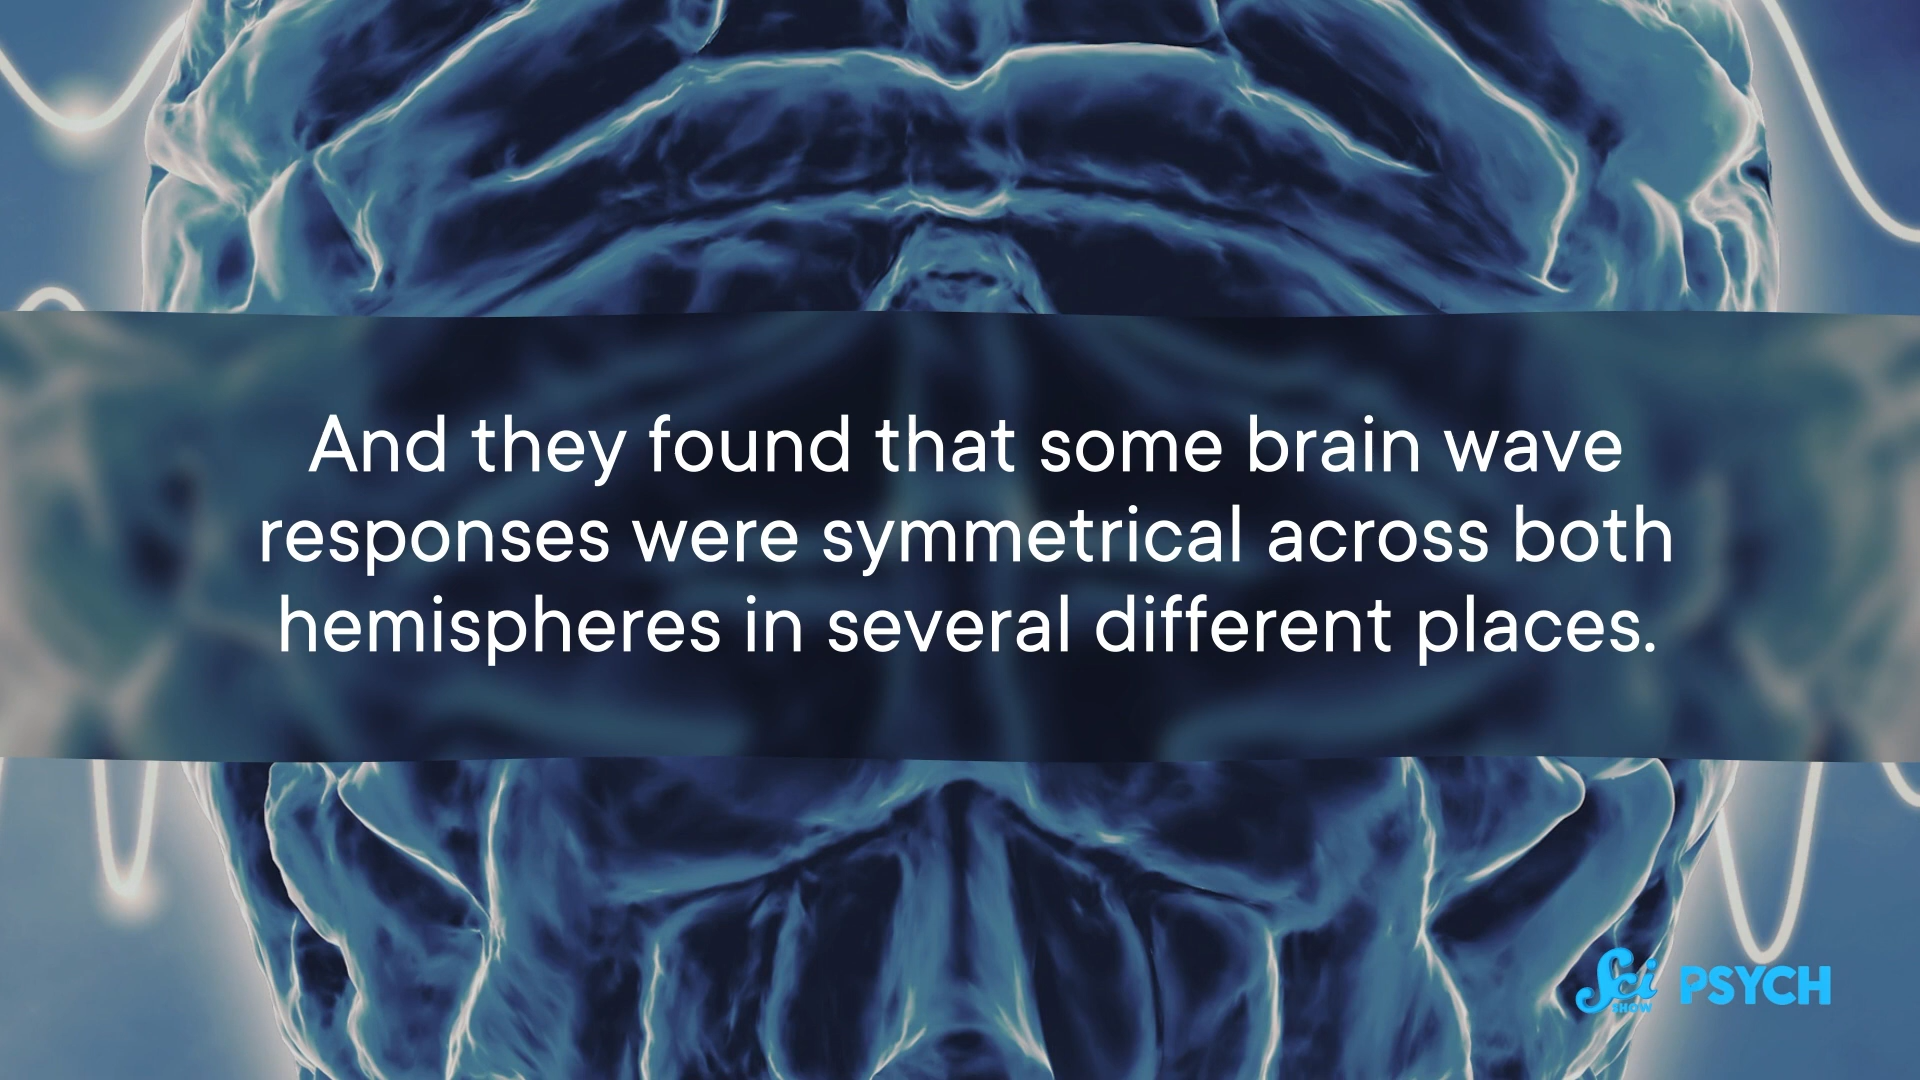 And they found that some brain wave
responses were symmetrical across both
hemispheres in several different places.
Sci SHOW PSYCH